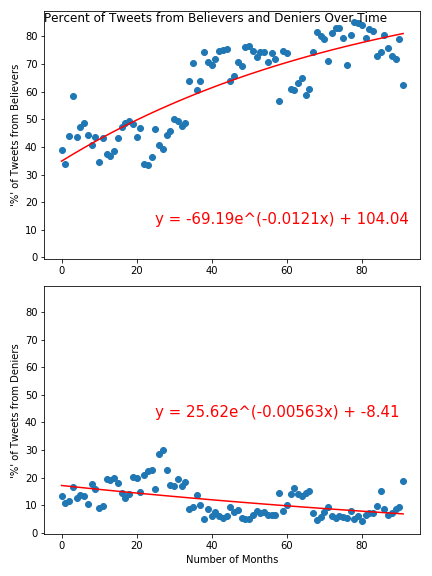 Percent of Tweets from Believers and Deniers Over Time
80
70
60
50
40
30
20
10
0
'%' of Tweets from Believers
y = -69.19e^(-0.0121x) + 104.04
0 20 40 60 80
80
70
60
50
40
30
20
10
0
'%' of Tweets from Deniers
y = 25.62e^(-0.00563x) + -8.41
0 20 40 60 80
Number of Months